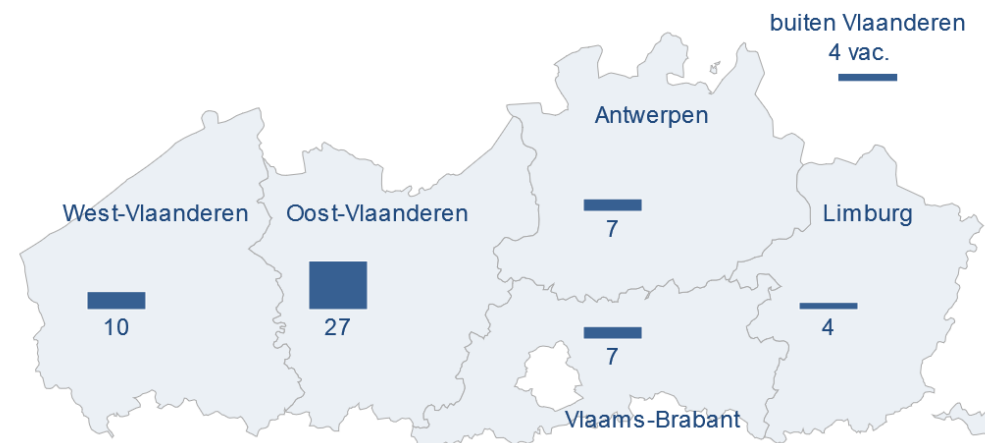 buiten Vlaanderen
4 vac.
Antwerpen
West-Vlaanderen
Oost-Vlaanderen
Limburg
7
10
27
4
7
Vlaams-Brabant